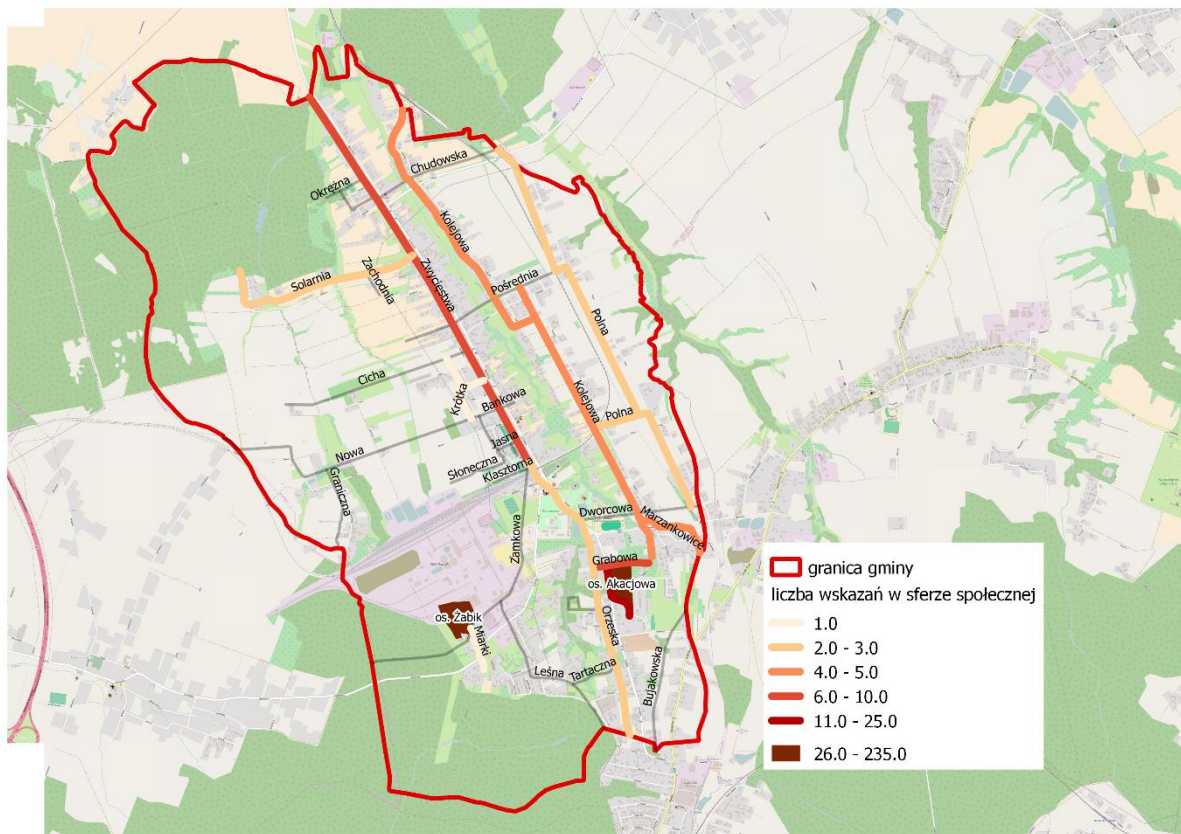 Chudowska
Okrężna
Kolejowa
Zwycięstwa
Solarnia
Zachodnia
Pośrednia
Polna
Cicha
Krótka
Bankowa
Kolejowa
Polna
Jasna
Nowa
Słoneczna
Klasztorna
Graniczna
Zamkowa
Dworcowa
Marzankowice
Grabowa
os. Akacjowa
os. Żabik
Miarki
Orzeska
Leśna
Tartaczna
Bujakowska
granica gminy
liczba wskazań w sferze społecznej
1.0
2.0 - 3.0
4.0 - 5.0
6.0 - 10.0
11.0 - 25.0
26.0 - 235.0